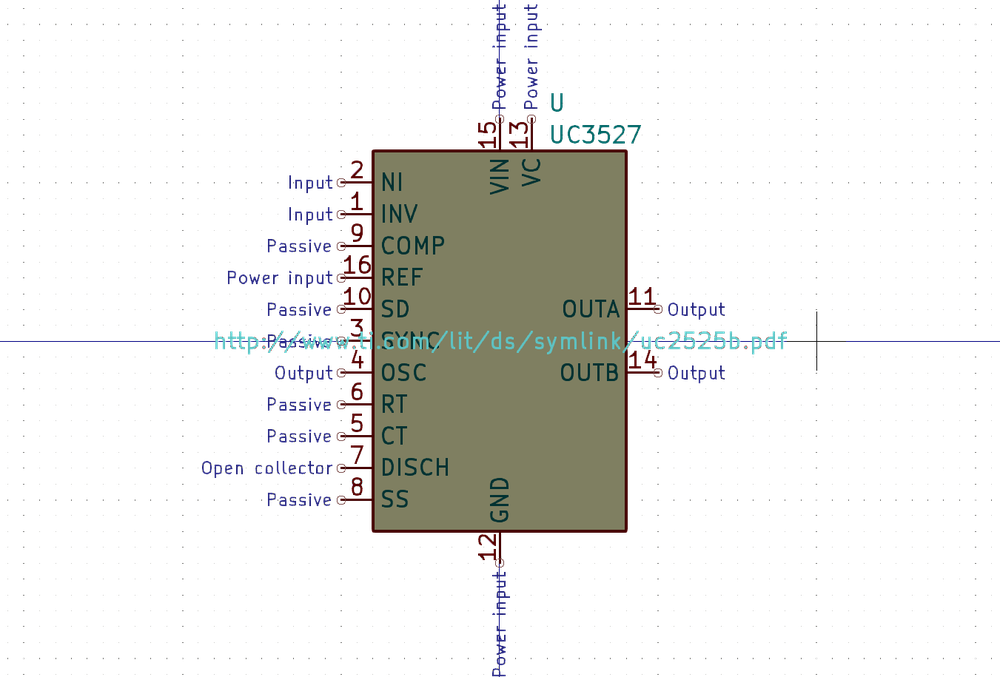 Power input
Power input
U
15
13
UC3527
VIN
VC
Input 2 NI
Input 1 INV
Passive 9 COMP
Power input 16 REF
Passive 10 SD
OUTA 11 Output
Passive 3 SYNC
http://www.ti.com/lit/ds/symlink/uc2525b.pdf
Output 4 OSC
OUTB 14 Output
Passive 6 RT
Passive 5 CT
Open collector 7 DISCH
Passive 8 SS
GND
12
Power input